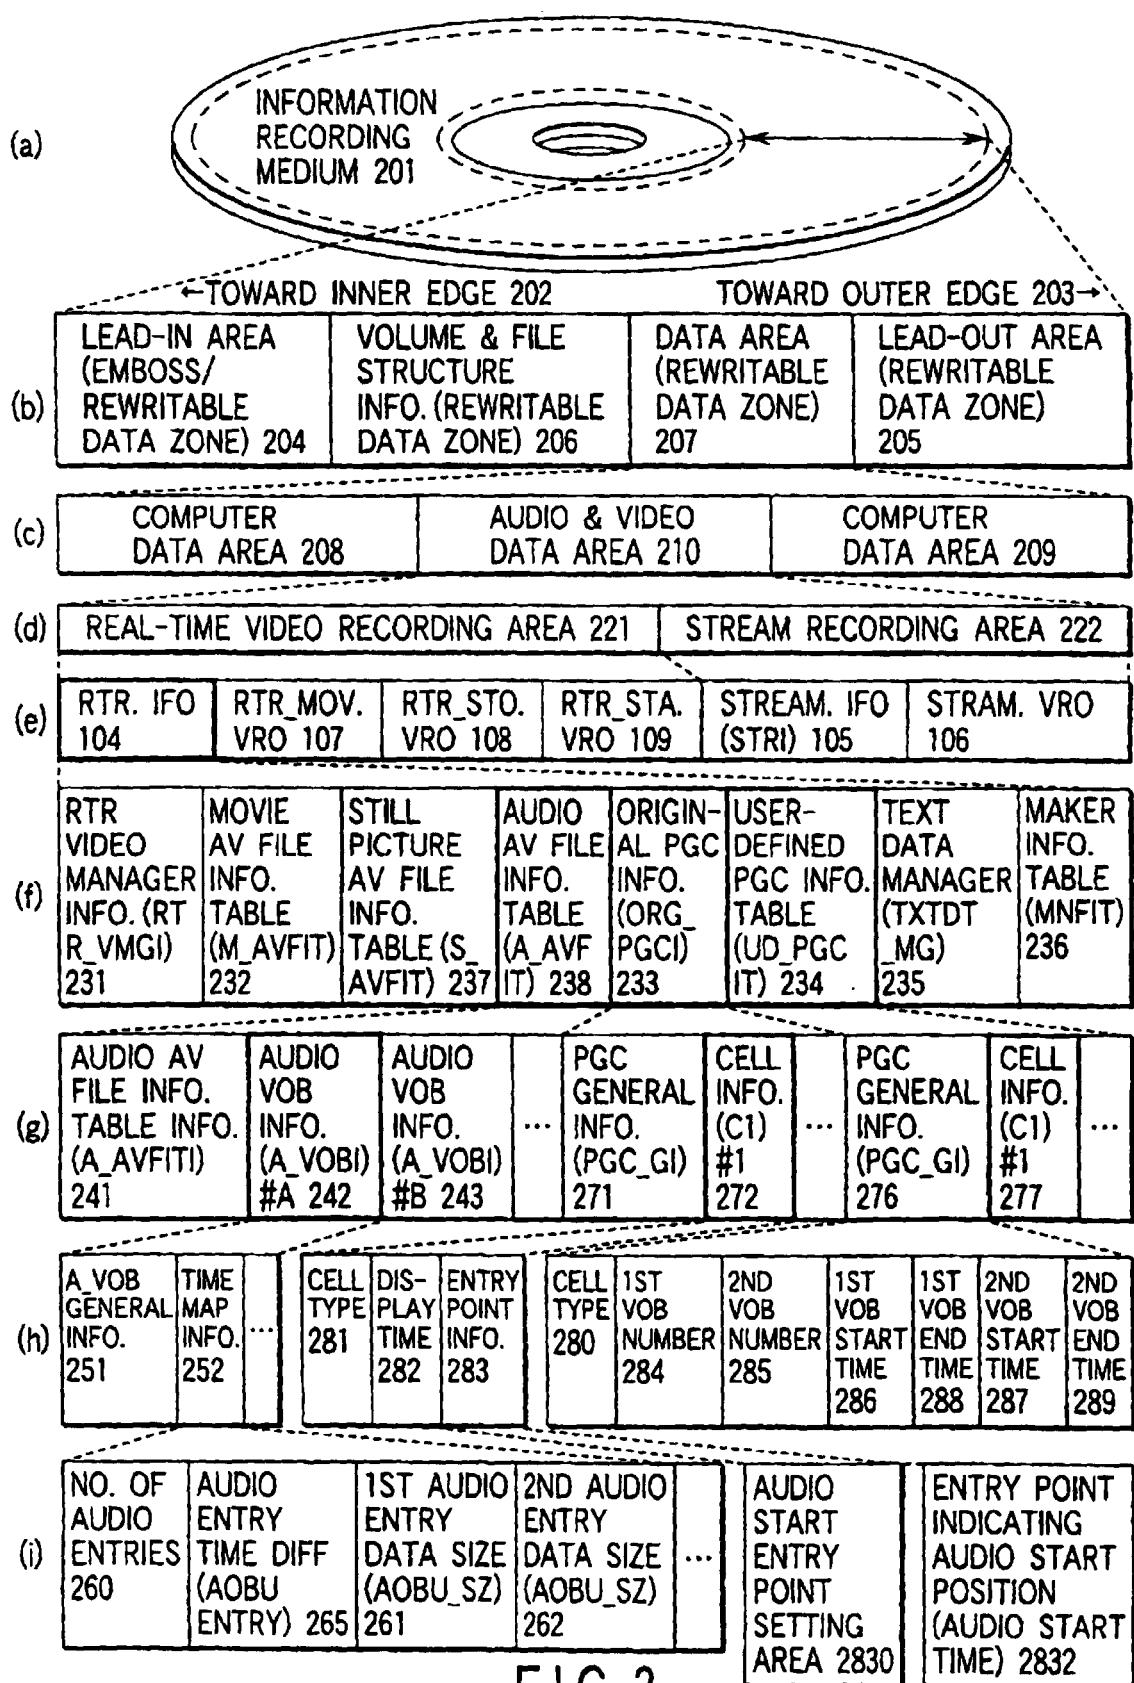 (a)
INFORMATION
RECORDING
MEDIUM 201
←TOWARD INNER EDGE 202
TOWARD OUTER EDGE 203→
(b)
LEAD-IN AREA
(EMBOSS/
REWRITABLE
DATA ZONE) 204
VOLUME & FILE
STRUCTURE
INFO. (REWRITABLE
DATA ZONE) 206
DATA AREA
(REWRITABLE
DATA ZONE)
207
LEAD-OUT AREA
(REWRITABLE
DATA ZONE)
205
(c)
COMPUTER
DATA AREA 208
AUDIO & VIDEO
DATA AREA 210
COMPUTER
DATA AREA 209
(d)
REAL-TIME VIDEO RECORDING AREA 221
STREAM RECORDING AREA 222
(e)
RTR. IFO
104
RTR_MOV.
VRO 107
RTR_STO.
VRO 108
RTR_STA.
VRO 109
STREAM. IFO
(STRI) 105
STRAM. VRO
106
(f)
RTR
VIDEO
MANAGER
INFO. (RT
R_VMGI)
231
MOVIE
AV FILE
INFO.
TABLE
(M_AVFIT)
232
STILL
PICTURE
AV FILE
INFO.
TABLE (S_
AVFIT) 237
AUDIO
AV FILE
INFO.
TABLE
(A_AVF
IT) 238
ORIGIN-
AL PGC
INFO.
(ORG_
PGCI)
233
USER-
DEFINED
PGC INFO.
TABLE
(UD_PGC
IT) 234
TEXT
DATA
MANAGER
(TXTDT
_MG)
235
MAKER
INFO.
TABLE
(MNFIT)
236
(g)
AUDIO AV
FILE INFO.
TABLE INFO.
(A_AVFITI)
241
AUDIO
VOB
INFO.
(A_VOBI)
#A 242
AUDIO
VOB
INFO.
(A_VOBI)
#B 243
...
PGC
GENERAL
INFO.
(PGC_GI)
271
CELL
INFO.
(C1)
#1
272
...
PGC
GENERAL
INFO.
(PGC_GI)
276
CELL
INFO.
(C1)
#1
277
...
(h)
A_VOB
GENERAL
INFO.
251
TIME
MAP
INFO.
252
...
CELL
TYPE
281
DIS-
PLAY
TIME
282
ENTRY
POINT
INFO.
283
CELL
TYPE
280
1ST
VOB
NUMBER
284
2ND
VOB
NUMBER
285
1ST
VOB
START
TIME
286
1ST
VOB
END
TIME
288
2ND
VOB
START
TIME
287
2ND
VOB
END
TIME
289
(i)
NO. OF
AUDIO
ENTRIES
260
AUDIO
ENTRY
TIME DIFF
(AOBU
ENTRY) 265
1ST AUDIO
ENTRY
DATA SIZE
(AOBU_SZ)
261
2ND AUDIO
ENTRY
DATA SIZE
(AOBU_SZ)
262
...
AUDIO
START
ENTRY
POINT
SETTING
AREA 2830
ENTRY POINT
INDICATING
AUDIO START
POSITION
(AUDIO START
TIME) 2832